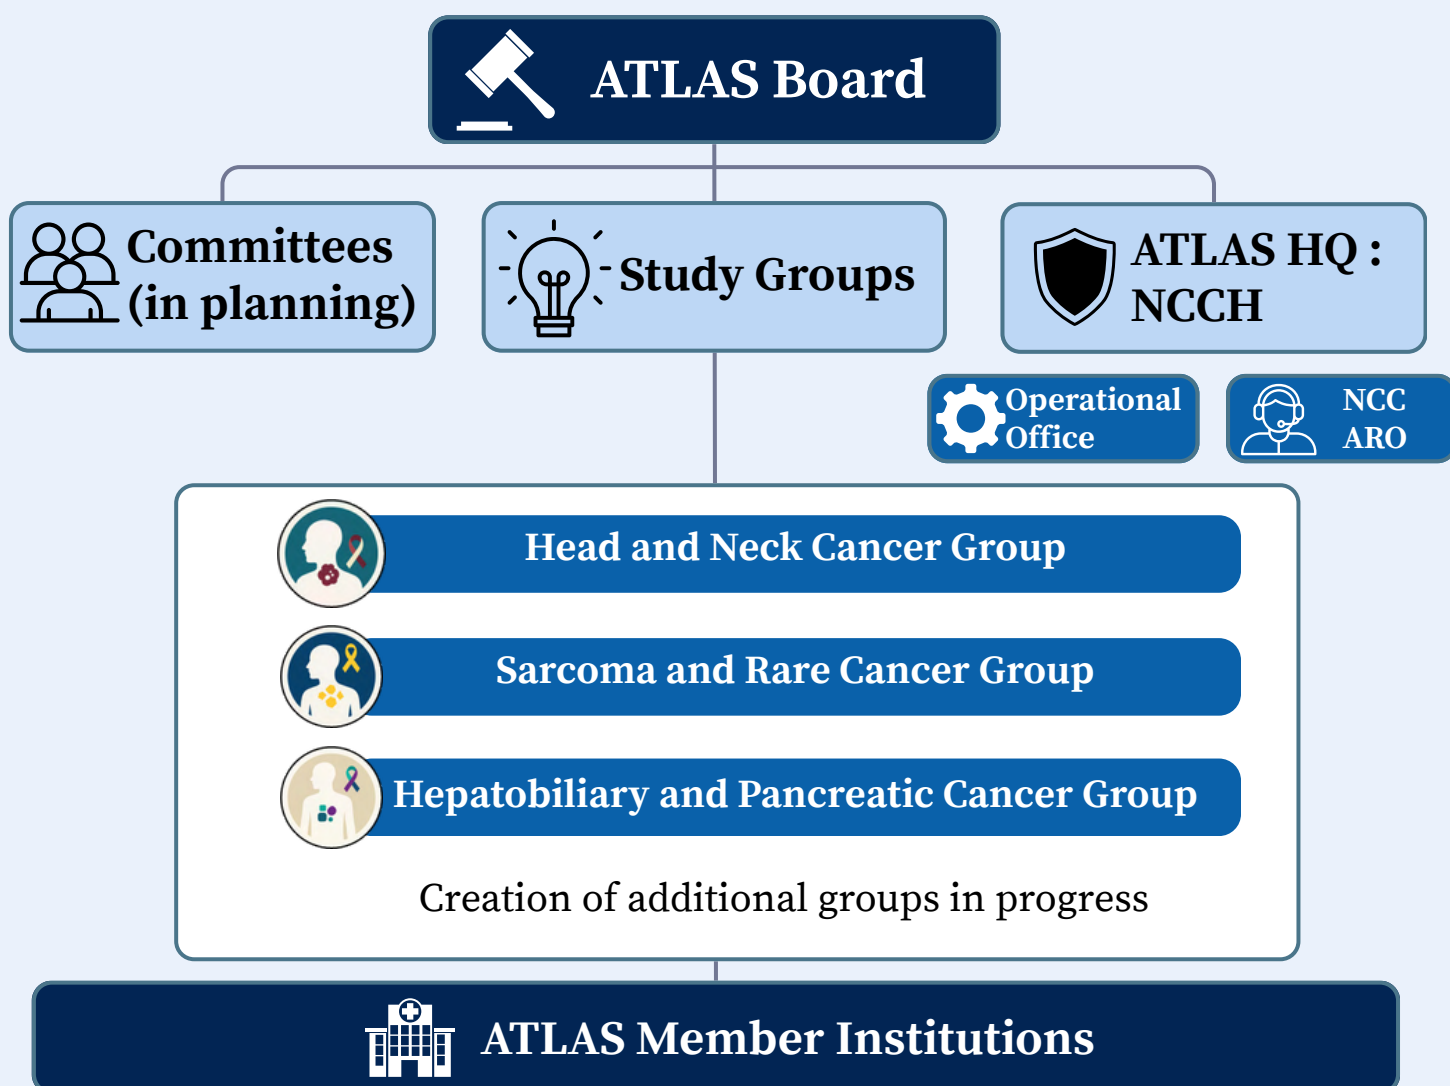 ATLAS Board
Committees
(in planning)
Study Groups
ATLAS HQ :
NCCH
Operational
Office
NCC
ARO
Head and Neck Cancer Group
Sarcoma and Rare Cancer Group
Hepatobiliary and Pancreatic Cancer Group
Creation of additional groups in progress
ATLAS Member Institutions